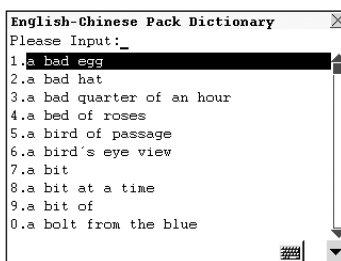 English-Chinese Pack Dictionary
Please Input:_
1.a bad egg
2.a bad hat
3.a bad quarter of an hour
4.a bed of roses
5.a bird of passage
6.a bird´s eye view
7.a bit
8.a bit at a time
9.a bit of
0.a bolt from the blue